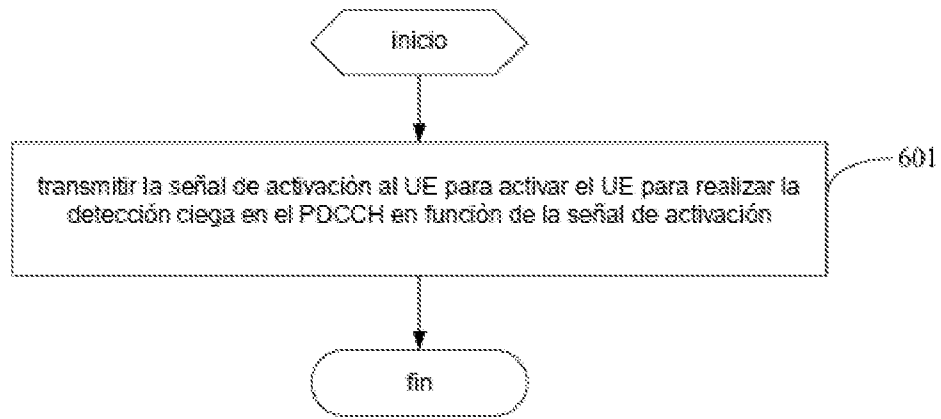 inicio
transmitir la señal de activación al UE para activar el UE para realizar la
detección ciega en el PDCCH en función de la señal de activación
601
fin